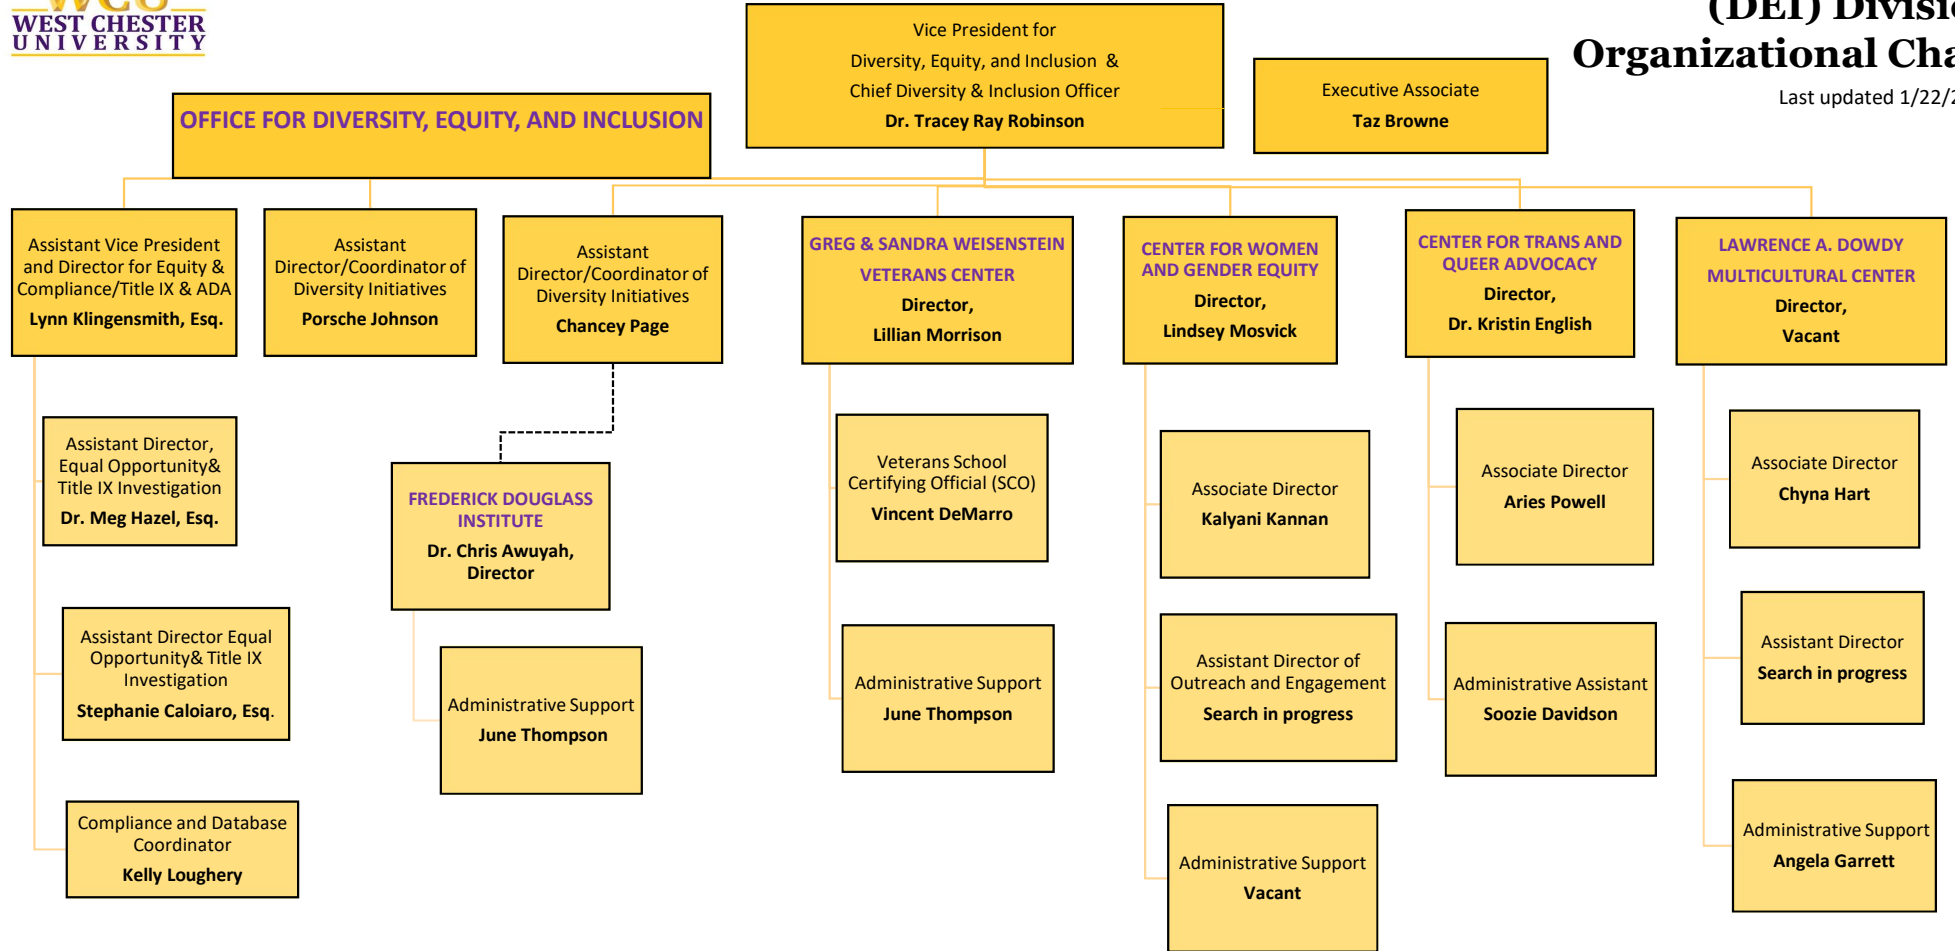 WCU
WEST CHESTER
UNIVERSITY
(DEI) Divisio
Organizational Cha
Last updated 1/22/2
Vice President for
Diversity, Equity, and Inclusion &
Chief Diversity & Inclusion Officer
Dr. Tracey Ray Robinson
Executive Associate
Taz Browne
OFFICE FOR DIVERSITY, EQUITY, AND INCLUSION
Assistant Vice President
and Director for Equity &
Compliance/Title IX & ADA
Lynn Klingensmith, Esq.
Assistant
Director/Coordinator of
Diversity Initiatives
Porsche Johnson
Assistant
Director/Coordinator of
Diversity Initiatives
Chancey Page
GREG & SANDRA WEISENSTEIN
VETERANS CENTER
Director,
Lillian Morrison
CENTER FOR WOMEN
AND GENDER EQUITY
Director,
Lindsey Mosvick
CENTER FOR TRANS AND
QUEER ADVOCACY
Director,
Dr. Kristin English
LAWRENCE A. DOWDY
MULTICULTURAL CENTER
Director,
Vacant
Assistant Director,
Equal Opportunity&
Title IX Investigation
Dr. Meg Hazel, Esq.
FREDERICK DOUGLASS
INSTITUTE
Dr. Chris Awuyah,
Director
Veterans School
Certifying Official (SCO)
Vincent DeMarro
Associate Director
Kalyani Kannan
Associate Director
Aries Powell
Associate Director
Chyna Hart
Assistant Director Equal
Opportunity& Title IX
Investigation
Stephanie Caloiaro, Esq.
Administrative Support
June Thompson
Administrative Support
June Thompson
Assistant Director of
Outreach and Engagement
Search in progress
Administrative Assistant
Soozie Davidson
Assistant Director
Search in progress
Compliance and Database
Coordinator
Kelly Loughery
Administrative Support
Vacant
Administrative Support
Angela Garrett